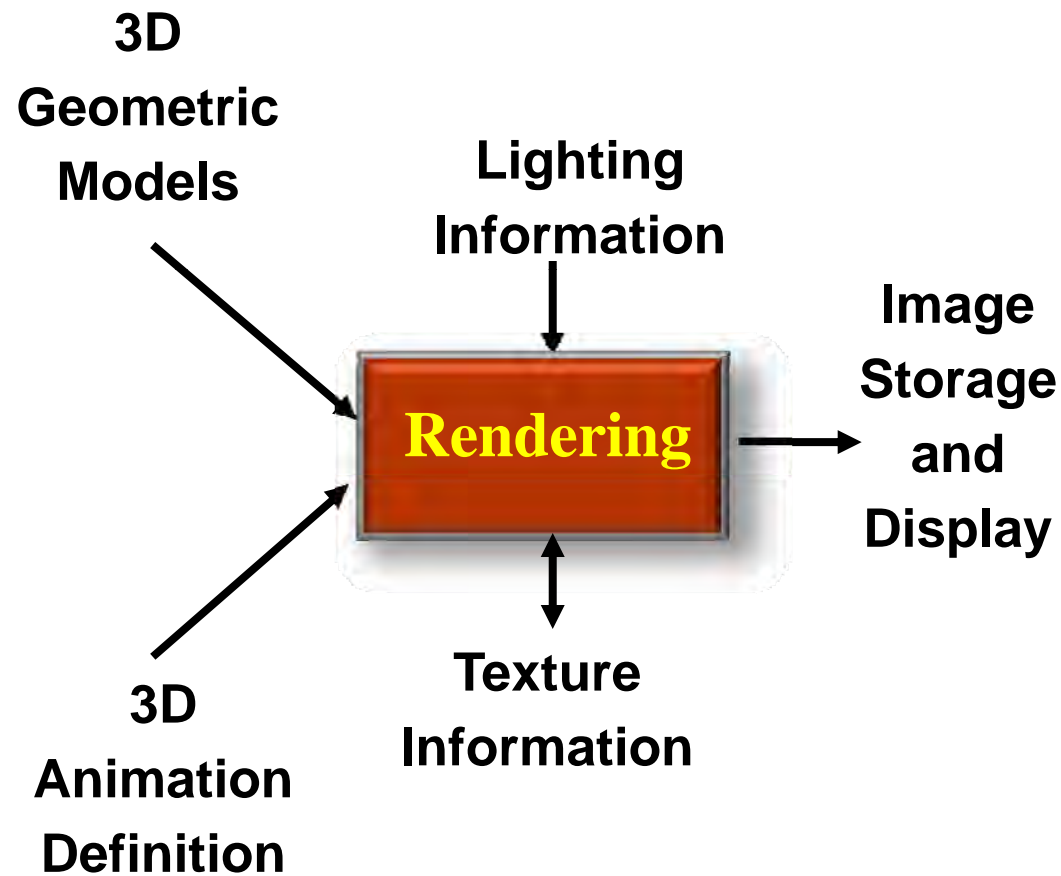 3D
Geometric
Models
Lighting
Information
Image
Storage
and
Display
Rendering
Texture
Information
3D
Animation
Definition